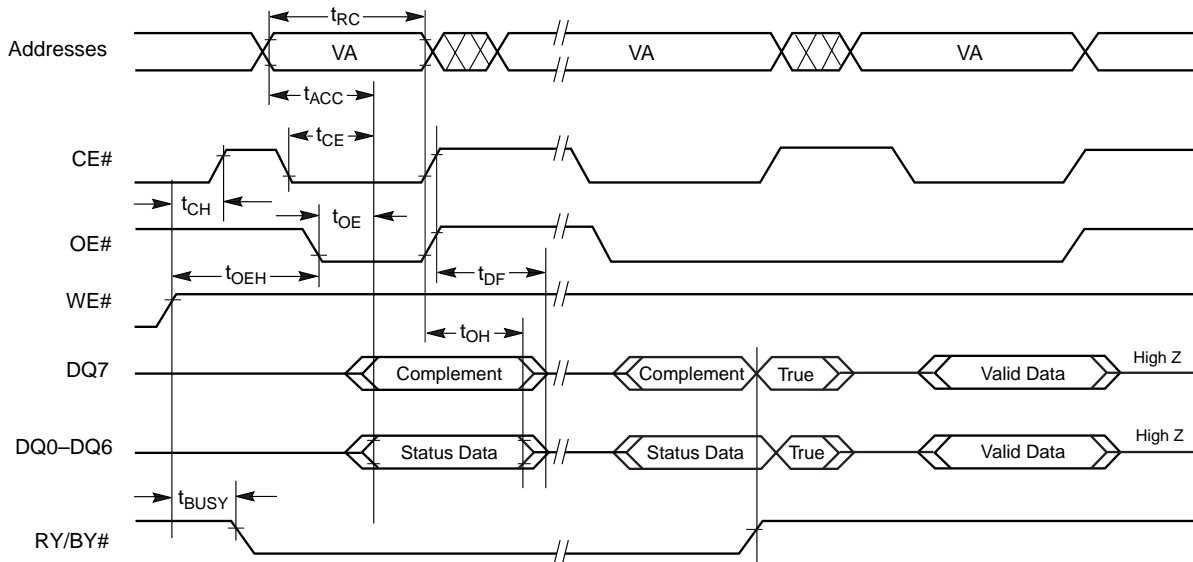 tRC
Addresses VA VA VA
tACC
tCE
CE#
tCH tOE
OE#
tOEH tDF
WE#
tOH
DQ7 Complement Complement True Valid Data High Z
DQ0–DQ6 Status Data Status Data True Valid Data High Z
tBUSY
RY/BY#